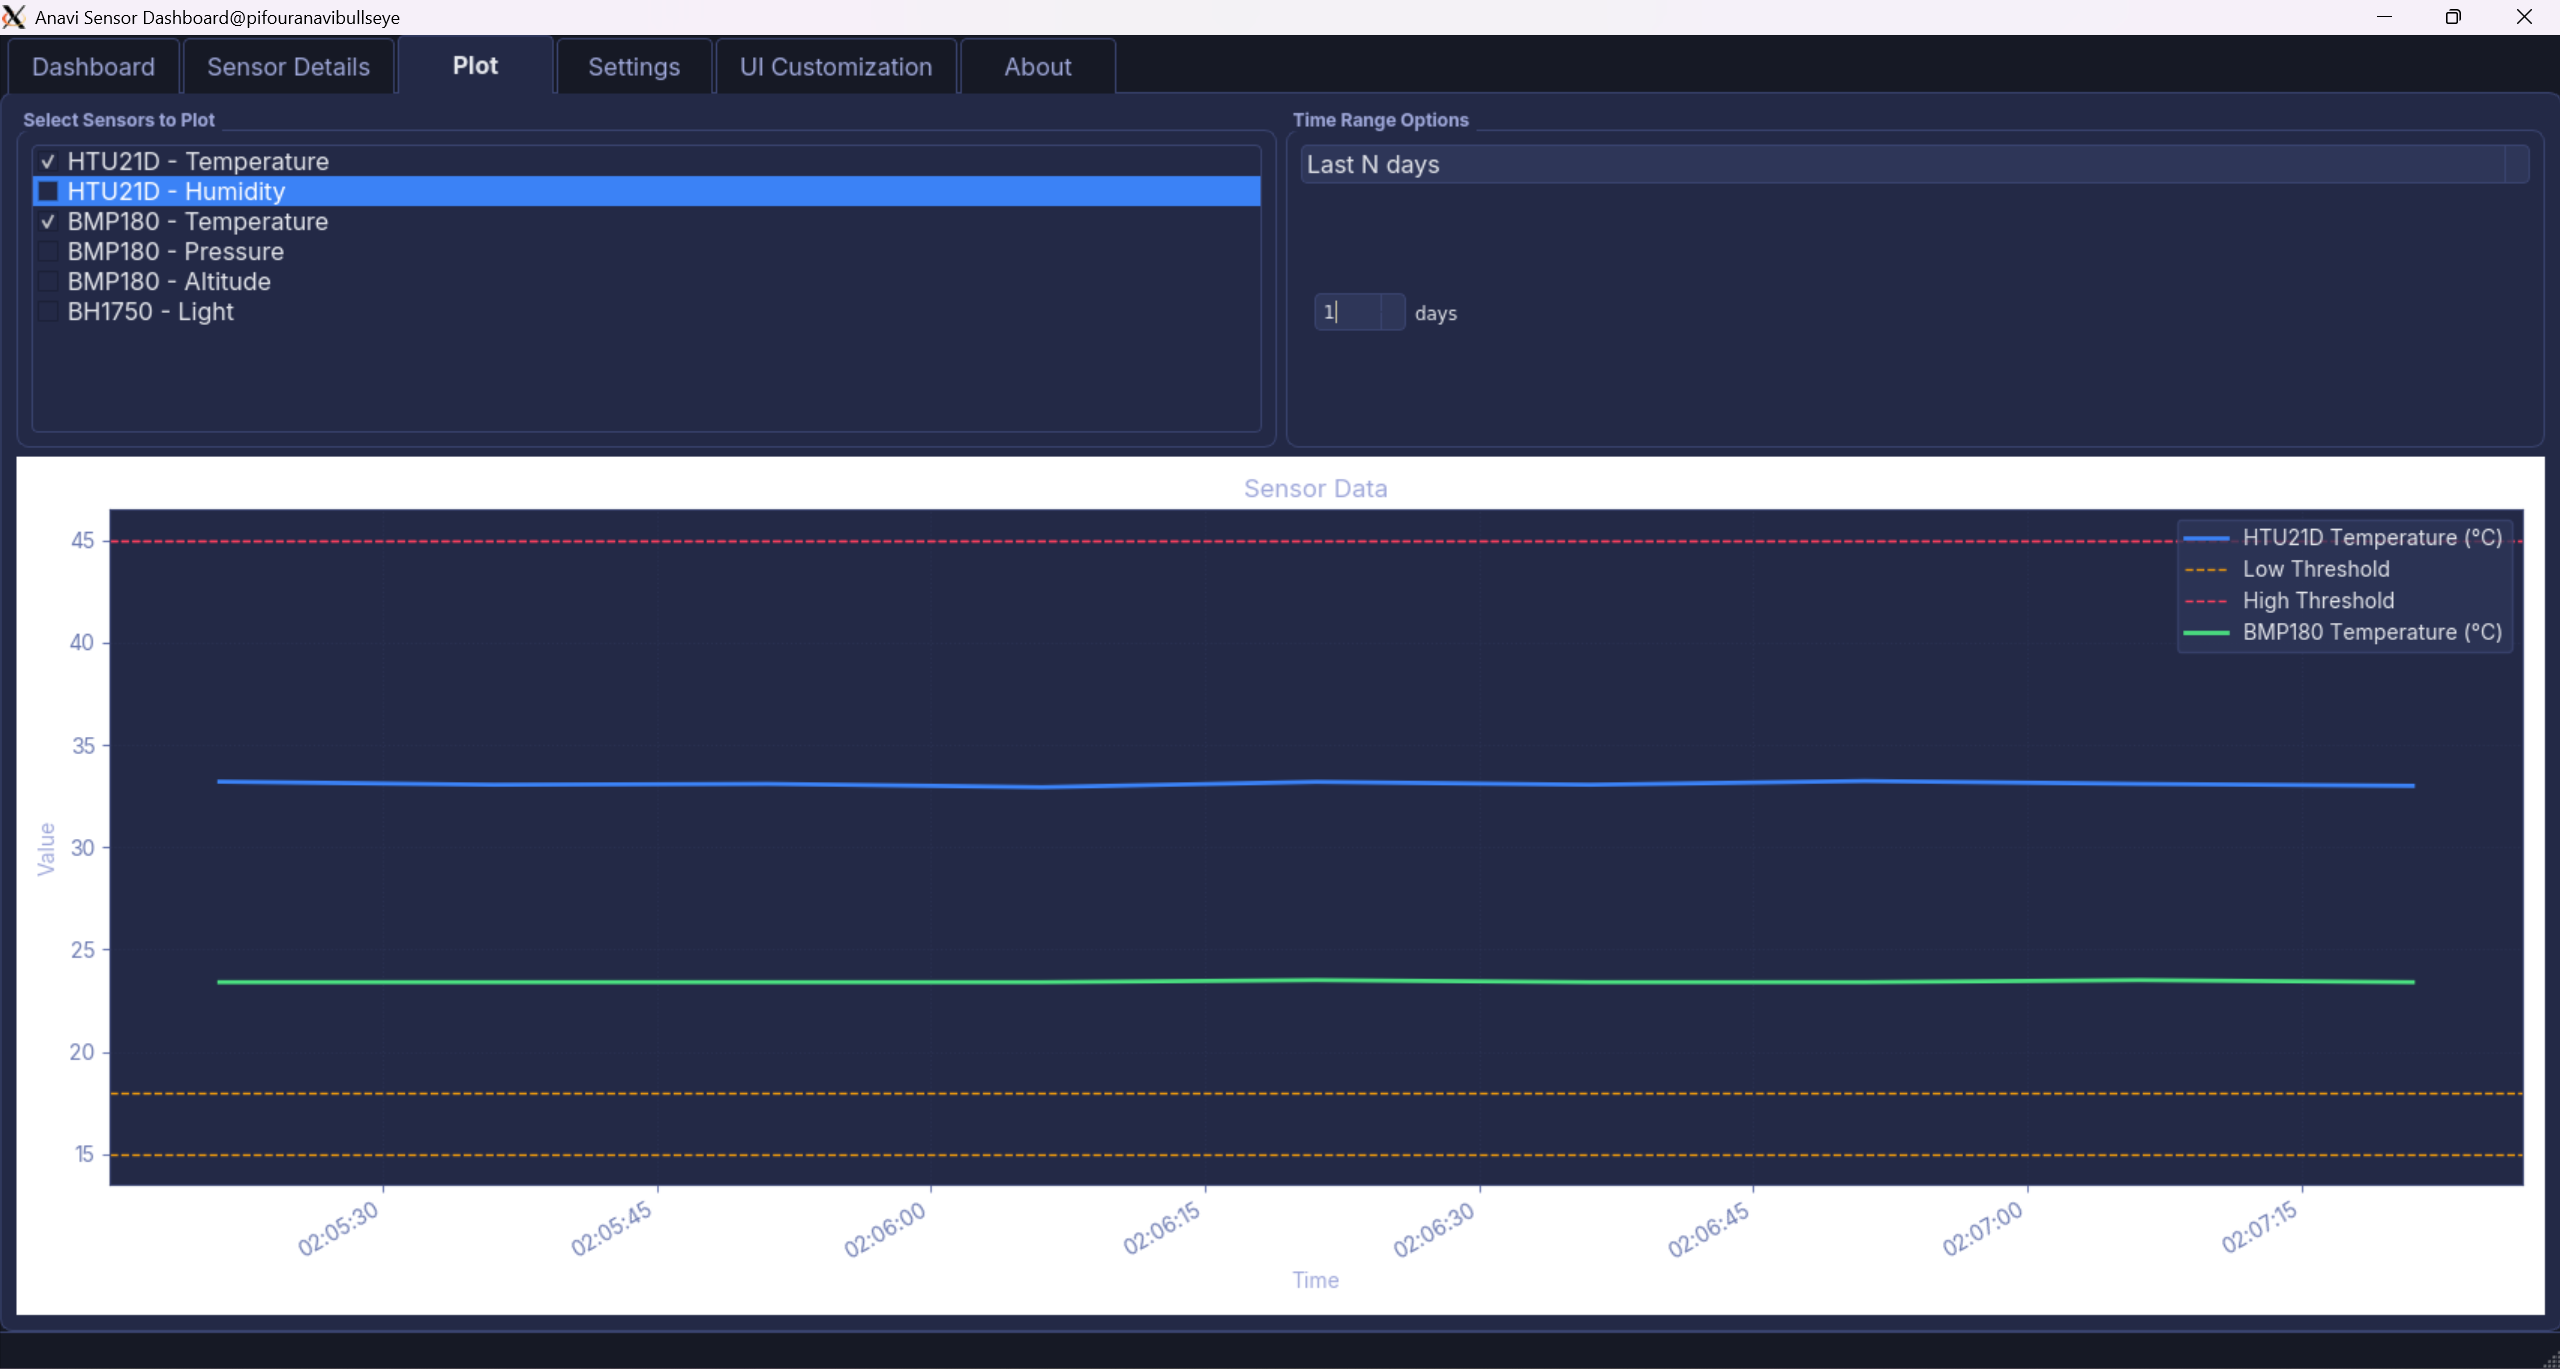 Anavi Sensor Dashboard@pifouranavibullseye
Dashboard
Sensor Details
Plot
Settings
UI Customization
About
Select Sensors to Plot
HTU21D - Temperature
HTU21D - Humidity
BMP180 - Temperature
BMP180 - Pressure
BMP180 - Altitude
BH1750 - Light
Time Range Options
Last N days
1 days
Sensor Data
HTU21D Temperature (°C)
Low Threshold
High Threshold
BMP180 Temperature (°C)
Value
45
40
35
30
25
20
15
02:05:30
02:05:45
02:06:00
02:06:15
02:06:30
02:06:45
02:07:00
02:07:15
Time